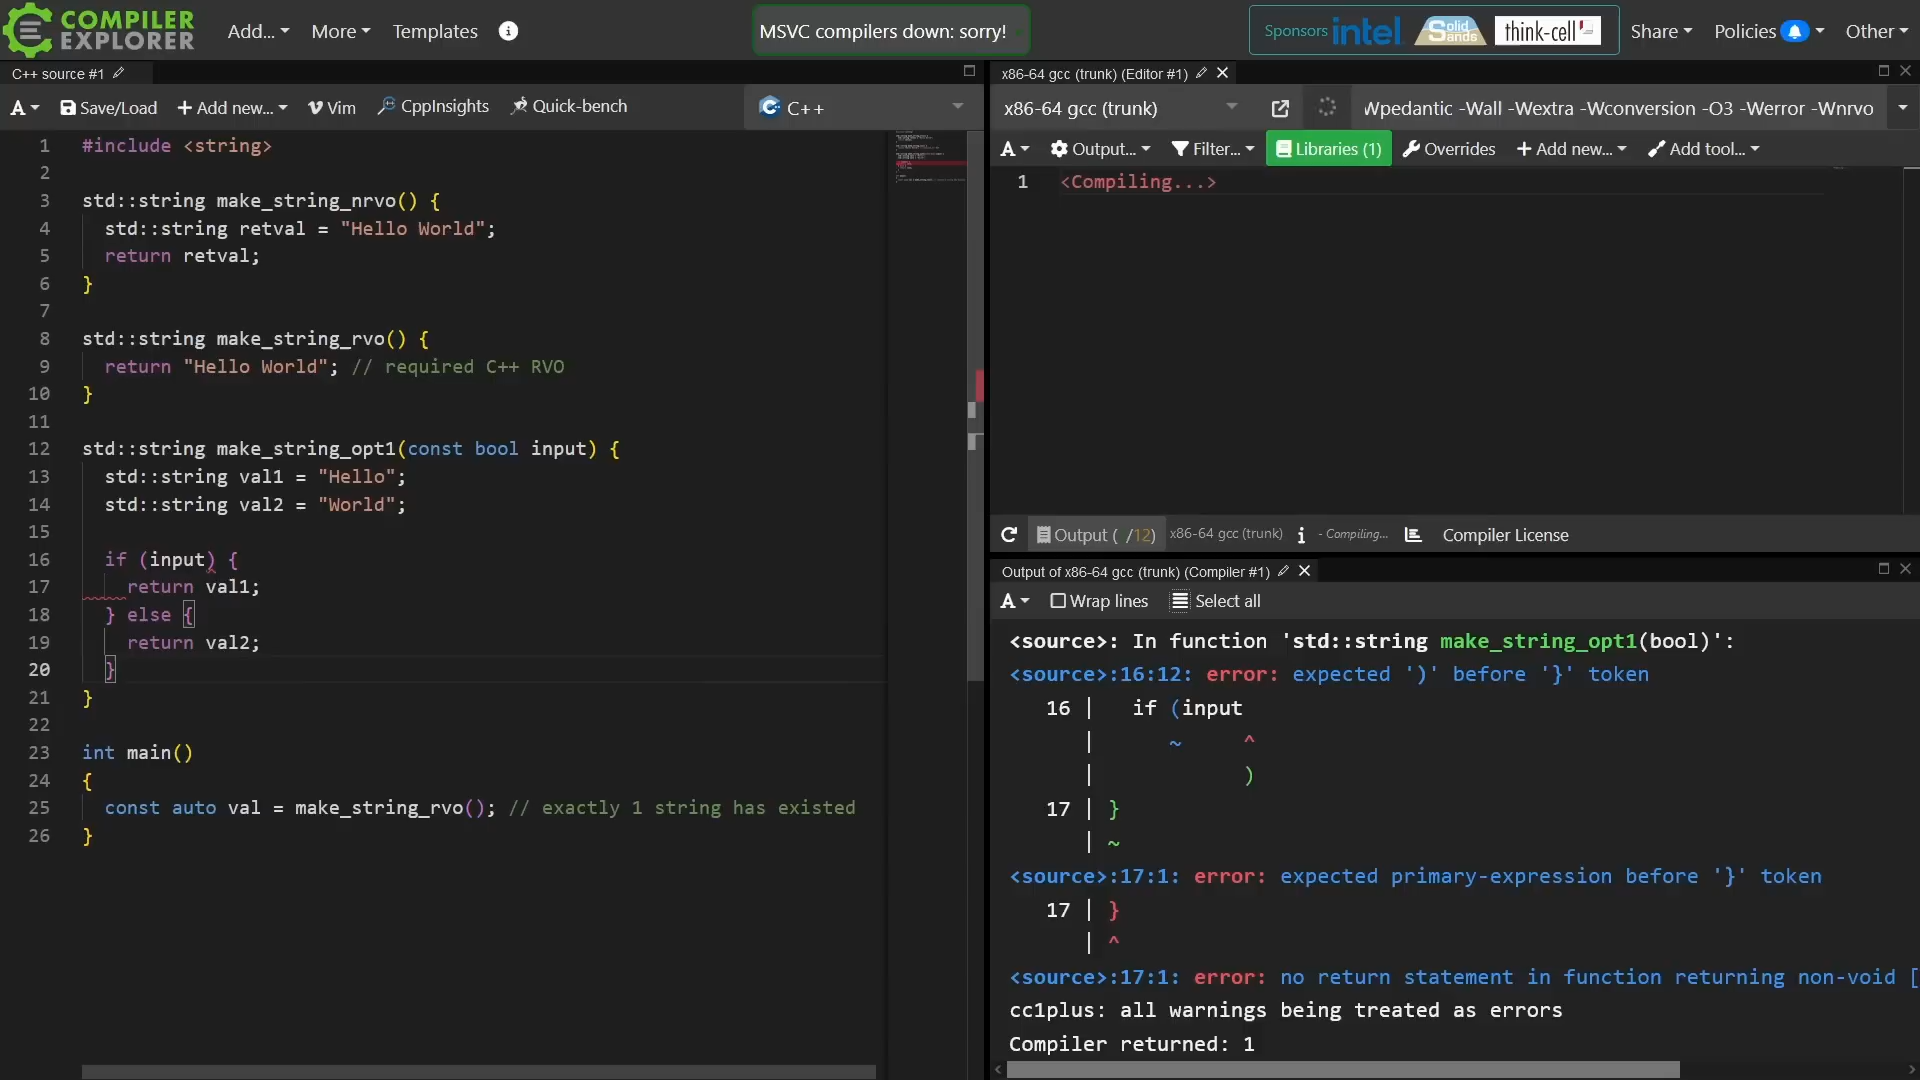 COMPILER EXPLORER
Add... More Templates
MSVC compilers down: sorry!
Sponsors intel Solid Sands think-cell Share Policies Other
C++ source #1
A Save/Load + Add new... Vim CppInsights Quick-bench C++
1 #include <string>
2
3 std::string make_string_nrvo() {
4 std::string retval = "Hello World";
5 return retval;
6 }
7
8 std::string make_string_rvo() {
9 return "Hello World"; // required C++ RVO
10 }
11
12 std::string make_string_opt1(const bool input) {
13 std::string val1 = "Hello";
14 std::string val2 = "World";
15
16 if (input) {
17 return val1;
18 } else {
19 return val2;
20 }
21 }
22
23 int main()
24 {
25 const auto val = make_string_rvo(); // exactly 1 string has existed
26 }
x86-64 gcc (trunk) (Editor #1)
x86-64 gcc (trunk) Wpedantic -Wall -Wextra -Wconversion -O3 -Werror -Wnrvo
A Output... Filter... Libraries (1) Overrides + Add new... Add tool...
1 <Compiling...>
Output ( /12) x86-64 gcc (trunk) i - Compiling... Compiler License
Output of x86-64 gcc (trunk) (Compiler #1)
A Wrap lines Select all
<source>: In function 'std::string make_string_opt1(bool)':
<source>:16:12: error: expected ')' before '}' token
16 | if (input
| ~ ^
| )
17 | }
| ~
<source>:17:1: error: expected primary-expression before '}' token
17 | }
| ^
<source>:17:1: error: no return statement in function returning non-void [
cc1plus: all warnings being treated as errors
Compiler returned: 1